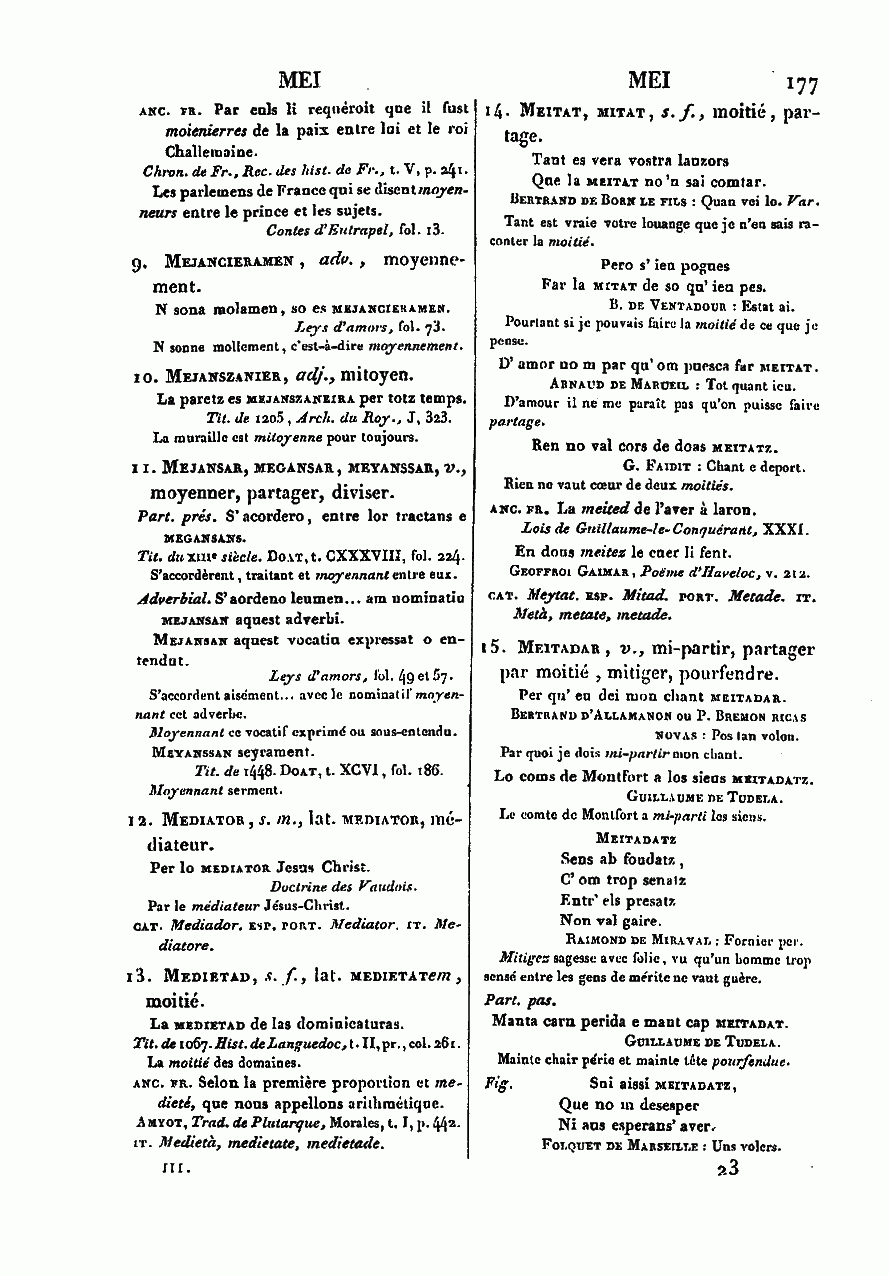 MEI MEI 177
ANC. FR. Par euls li requéroit que il fust
moienierres de la paix entre lui et le roi
Challemaine.
Chron. de Fr., Rec. des hist. de Fr., t. V, p. 241.
Les parlemens de France qui se disent moyen-
neurs entre le prince et les sujets.
Contes d'Eutrapel, fol. 13.
9. MEJANCIERAMEN, adv., moyenne-
ment.
N sona molamen, so es MEJANCIERAMEN.
Leys d'amors, fol. 73.
N sonne mollement, c'est-à-dire moyennement.
10. MEJANSZANIER, adj., mitoyen.
La paretz es MEJANSZANEIRA per totz temps.
Tit. de 1205, Arch. du Roy., J, 323.
La muraille est mitoyenne pour toujours.
11. MEJANSAR, MEGANSAR, MEYANSSAR, v.,
moyenner, partager, diviser.
Part. prés. S'acordero, entre lor tractans e
MEGANSANS.
Tit. du XIIIe siècle. DOAT, t. CXXXVIII, fol. 224.
S'accordèrent, traitant et moyennant entre eux.
Adverbial. S'aordeno leumen... am nominatiu
MEJANSAN aquest adverbi.
MEJANSAN aquest vocatiu expressat o en-
tendut.
Leys d'amors, fol. 49 et 57.
S'accordent aisément... avec le nominatif moyen-
nant cet adverbe.
Moyennant ce vocatif exprimé ou sous-entendu.
MEYANSSAN seyrament.
Tit. de 1448. DOAT, t. XCVI, fol. 186.
Moyennant serment.
12. MEDIATOR, s. m., lat. MEDIATOR, mé-
diateur.
Per lo MEDIATOR Jesus Christ.
Doctrine des Vaudois.
Par le médiateur Jésus-Christ.
CAT. Mediador. ESP. PORT. Mediator. IT. Me-
diatore.
13. MEDIETAD, s. f., lat. MEDIETATem,
moitié.
La MEDIETAD de las dominicaturas.
Tit. de 1067. Hist. de Languedoc, t. II, pr., col. 261.
La moitié des domaines.
ANC. FR. Selon la première proportion et me-
dieté, que nous appellons arithmétique.
AMYOT, Trad. de Plutarque, Morales, t. I, p. 442.
IT. Medietà, medietate, medietade.
III.
14. MEITAT, MITAT, s. f., moitié, par-
tage.
Tant es vera vostra lauzors
Que la MEITAT no'n sai comtar.
BERTRAND DE BORN LE FILS : Quan vei lo. Var.
Tant est vraie votre louange que je n'en sais ra-
conter la moitié.
Pero s'ieu pogues
Far la MITAT de so qu'ieu pes.
B. DE VENTADOUR : Estat ai.
Pourtant si je pouvais faire la moitié de ce que je
pense.
D'amor no m par qu'om puesca far MEITAT.
ARNAUD DE MARUEIL : Tot quant ieu.
D'amour il ne me paraît pas qu'on puisse faire
partage.
Ren no val cors de doas MEITATZ.
G. FAIDIT : Chant e deport.
Rien ne vaut cœur de deux moitiés.
ANC. FR. La meited de l'aver à laron.
Lois de Guillaume-le-Conquérant, XXXI.
En dous meitez le cuer li fent.
GEOFFROI GAIMAR, Poëme d'Haveloc, v. 212.
CAT. Meytat. ESP. Mitad. PORT. Metade. IT.
Metà, metate, metade.
15. MEITADAR, v., mi-partir, partager
par moitié, mitiger, pourfendre.
Per qu'eu dei mon chant MEITADAR.
BERTRAND D'ALLAMANON OU P. BREMON RICAS
NOVAS : Pos tan volon.
Par quoi je dois mi-partir mon chant.
Lo coms de Montfort a los sieus MEITADATZ.
GUILLAUME DE TUDELA.
Le comte de Montfort a mi-parti les siens.
MEITADATZ
Sens ab foudatz,
C'om trop senatz
Entr'els presatz
Non val gaire.
RAIMOND DE MIRAVAL : Fornier per.
Mitigez sagesse avec folie, vu qu'un homme trop
sensé entre les gens de mérite ne vaut guère.
Part. pas.
Manta carn perida e mant cap MEITADAT.
GUILLAUME DE TUDELA.
Mainte chair périe et mainte tête pourfendue.
Fig. Sui aissi MEITADATZ,
Que no m desesper
Ni aus esperans' aver.
FOLQUET DE MARSEILLE : Uns volers.
23